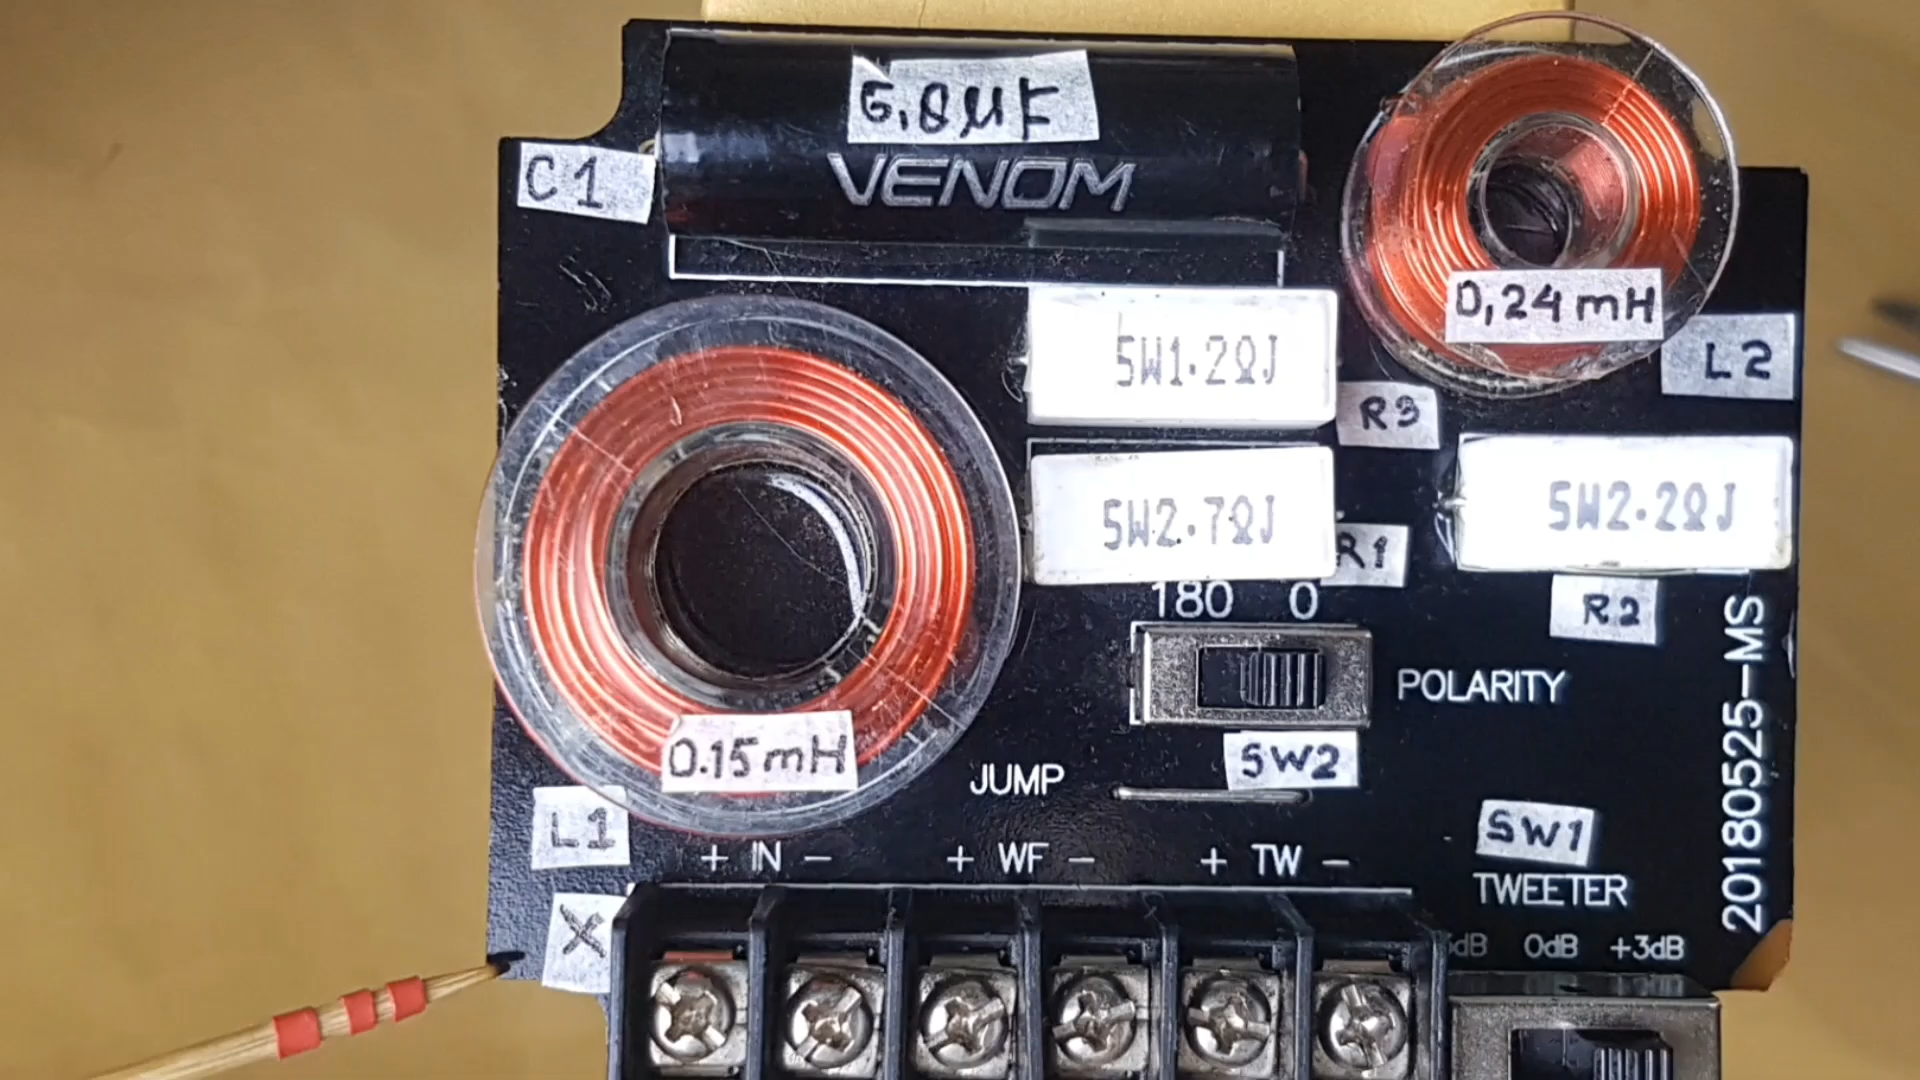 6,8µF
C1
VENOM
0,24mH
L2
5W1.2ΩJ
R3
5W2.7ΩJ
R1
5W2.2ΩJ
R2
180 0
POLARITY
SW2
0.15mH
L1
JUMP
+ IN - + WF - + TW -
SW1
TWEETER
0dB +3dB
X
20180525-MS